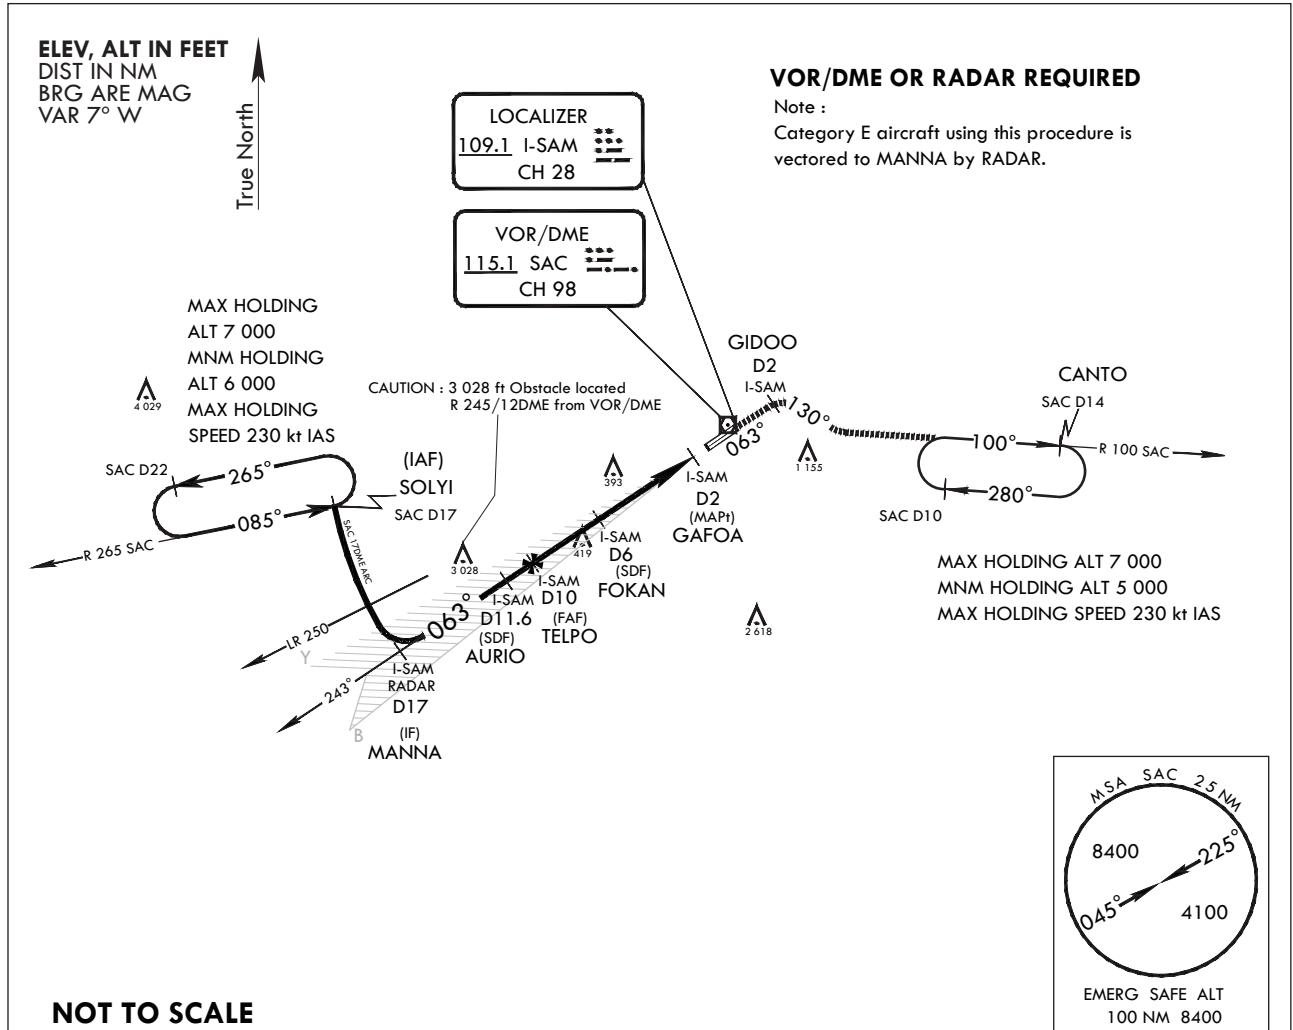 ELEV, ALT IN FEET
DIST IN NM
BRG ARE MAG
VAR 7° W
True North
LOCALIZER
109.1 I-SAM
CH 28
VOR/DME
115.1 SAC
CH 98
VOR/DME OR RADAR REQUIRED
Note :
Category E aircraft using this procedure is
vectored to MANNA by RADAR.
MAX HOLDING
ALT 7 000
MNM HOLDING
ALT 6 000
MAX HOLDING
SPEED 230 kt IAS
4 029
CAUTION : 3 028 ft Obstacle located
R 245/12DME from VOR/DME
GIDOO
D2
I-SAM
130°
063°
CANTO
SAC D14
100°
R 100 SAC
280°
SAC D10
1 155
MAX HOLDING ALT 7 000
MNM HOLDING ALT 5 000
MAX HOLDING SPEED 230 kt IAS
SAC D22
265°
085°
R 265 SAC
(IAF)
SOLYI
SAC D17
SAC 17DME ARC
393
I-SAM
D2
(MAPt)
GAFOA
419
I-SAM
D6
(SDF)
FOKAN
3 028
I-SAM
D10
(FAF)
TELPO
I-SAM
D11.6
(SDF)
AURIO
063°
2 618
LR 250
Y
243°
B
I-SAM
RADAR
D17
(IF)
MANNA
MSA SAC 25 NM
8400
225°
045°
4100
EMERG SAFE ALT
100 NM 8400
NOT TO SCALE